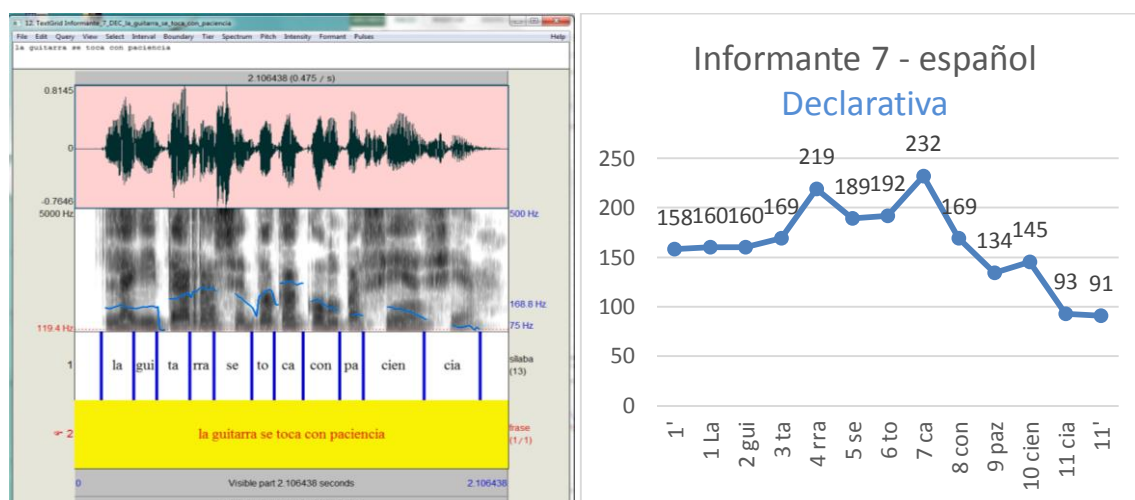 12. TextGrid Informante_7_DEC_la_guitarra_se_toca_con_paciencia
File Edit Query View Select Interval Boundary Tier Spectrum Pitch Intensity Formant Pulses Help
la guitarra se toca con paciencia
2.106438 (0.475 / s)
0.8145
0
-0.7646
5000 Hz
500 Hz
168.8 Hz
119.4 Hz
75 Hz
1 la gui ta rra se to ca con pa cien cia sílaba
(13)
2 la guitarra se toca con paciencia frase
(1/1)
0 Visible part 2.106438 seconds 2.106438
Informante 7 - español
Declarativa
250
200
150
100
50
0
158 160 160 169 219 189 192 232 169 134 145 93 91
1'
1 La
2 gui
3 ta
4 rra
5 se
6 to
7 ca
8 con
9 paz
10 cien
11 cia
11'